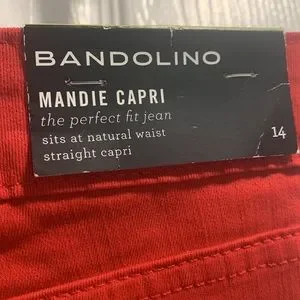 BANDOLINO
MANDIE CAPRI
the perfect fit jean
sits at natural waist
straight capri
14